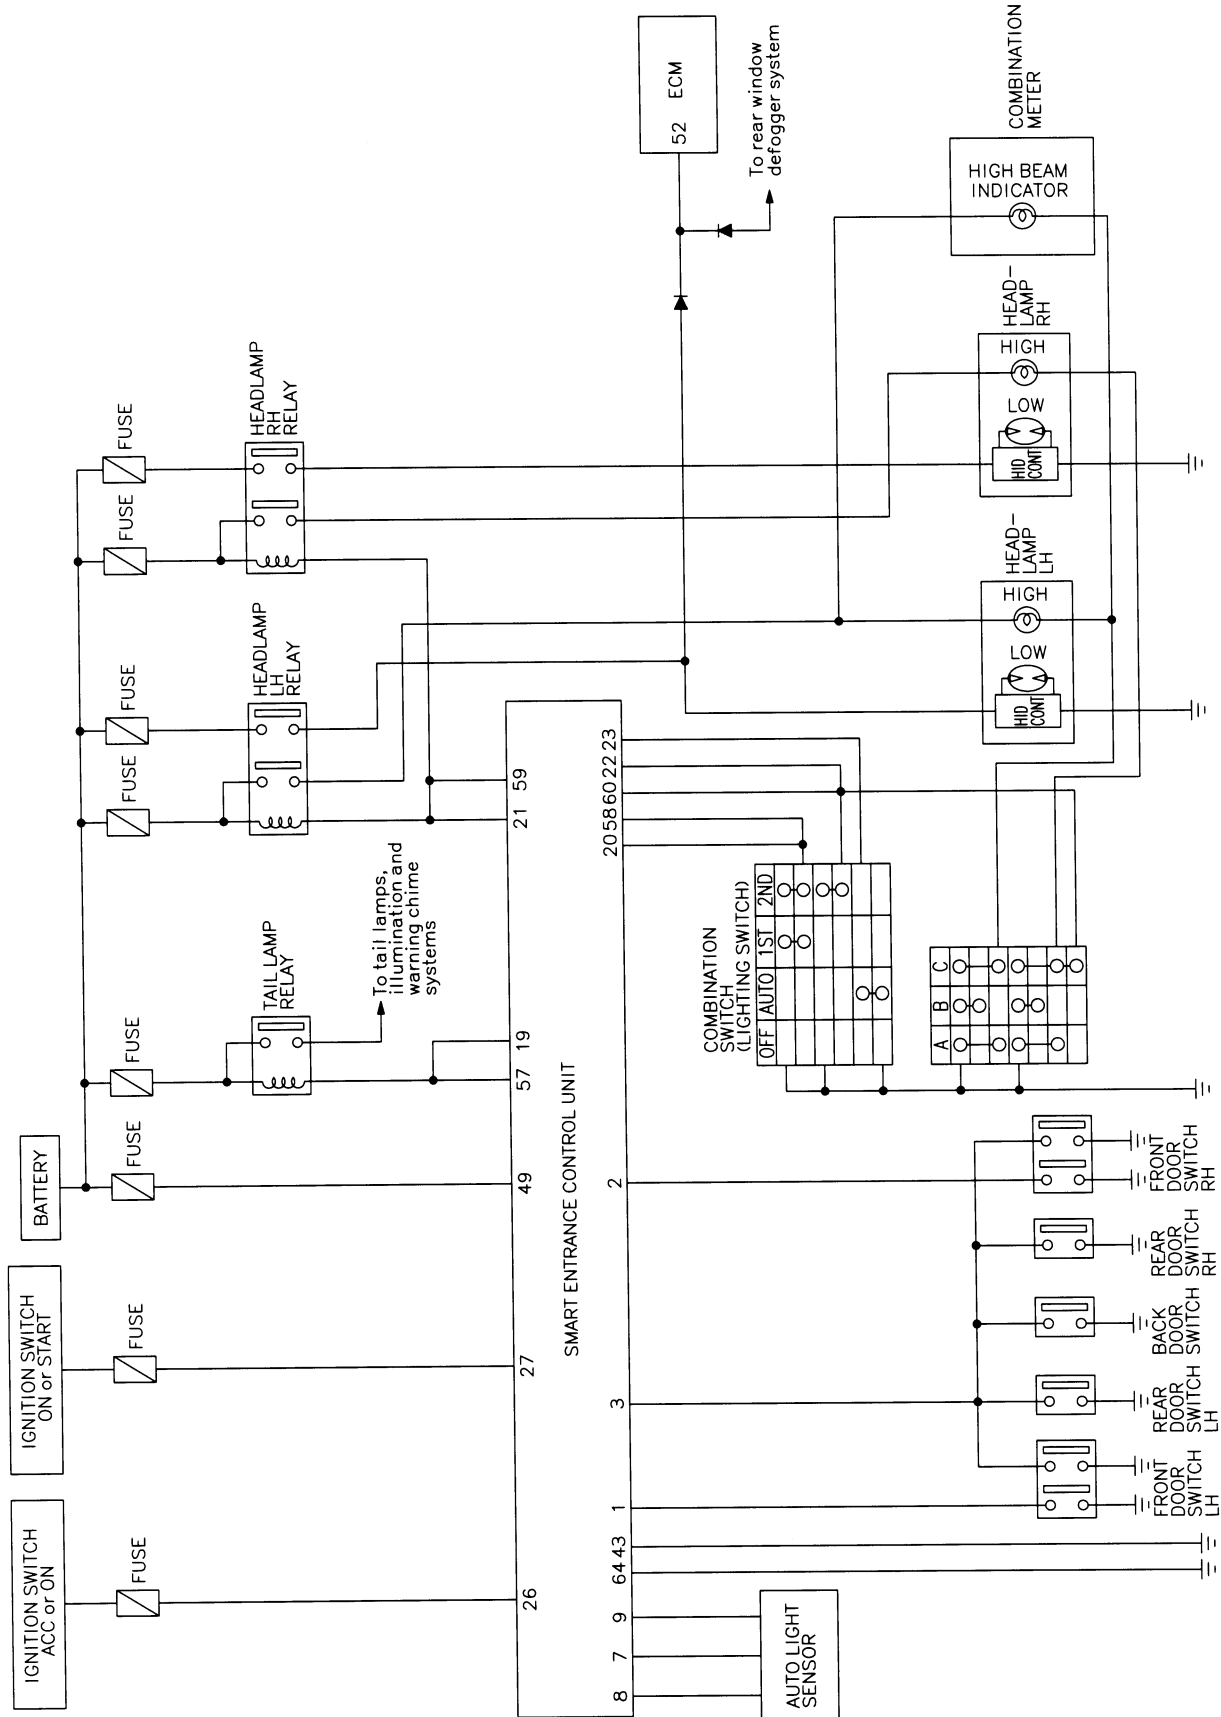 IGNITION SWITCH
ACC or ON
FUSE
IGNITION SWITCH
ON or START
FUSE
BATTERY
FUSE
FUSE
TAIL LAMP
RELAY
To tail lamps,
illumination and
warning chime
systems
FUSE
FUSE
HEADLAMP
LH
RELAY
FUSE
FUSE
HEADLAMP
RH
RELAY
52 ECM
To rear window
defogger system
26
27
49
57
19
21
59
SMART ENTRANCE CONTROL UNIT
8
7
9
64
43
1
3
2
20
58
60
22
23
AUTO LIGHT
SENSOR
COMBINATION
SWITCH
(LIGHTING SWITCH)
OFF
AUTO
1ST
2ND
A
B
C
FRONT
DOOR
SWITCH
LH
REAR
DOOR
SWITCH
LH
BACK
DOOR
SWITCH
REAR
DOOR
SWITCH
RH
FRONT
DOOR
SWITCH
RH
HEAD-
LAMP
LH
HIGH
LOW
HID
CONT
HEAD-
LAMP
RH
HIGH
LOW
HID
CONT
COMBINATION
METER
HIGH BEAM
INDICATOR